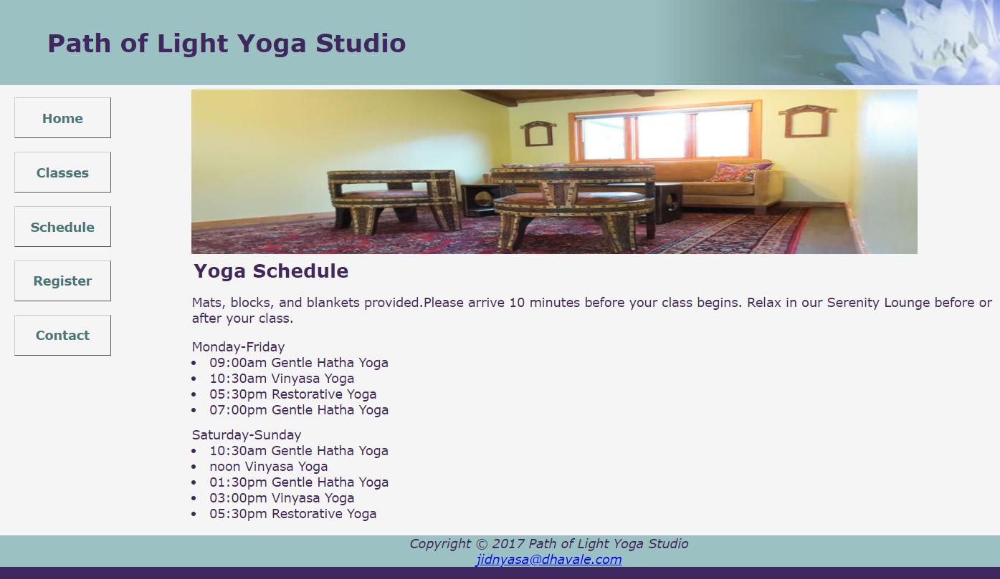 Path of Light Yoga Studio
Home
Classes
Schedule
Register
Contact
Yoga Schedule
Mats, blocks, and blankets provided.Please arrive 10 minutes before your class begins. Relax in our Serenity Lounge before or
after your class.
Monday-Friday
• 09:00am Gentle Hatha Yoga
• 10:30am Vinyasa Yoga
• 05:30pm Restorative Yoga
• 07:00pm Gentle Hatha Yoga
Saturday-Sunday
• 10:30am Gentle Hatha Yoga
• noon Vinyasa Yoga
• 01:30pm Gentle Hatha Yoga
• 03:00pm Vinyasa Yoga
• 05:30pm Restorative Yoga
Copyright © 2017 Path of Light Yoga Studio
jidnyasa@dhavale.com